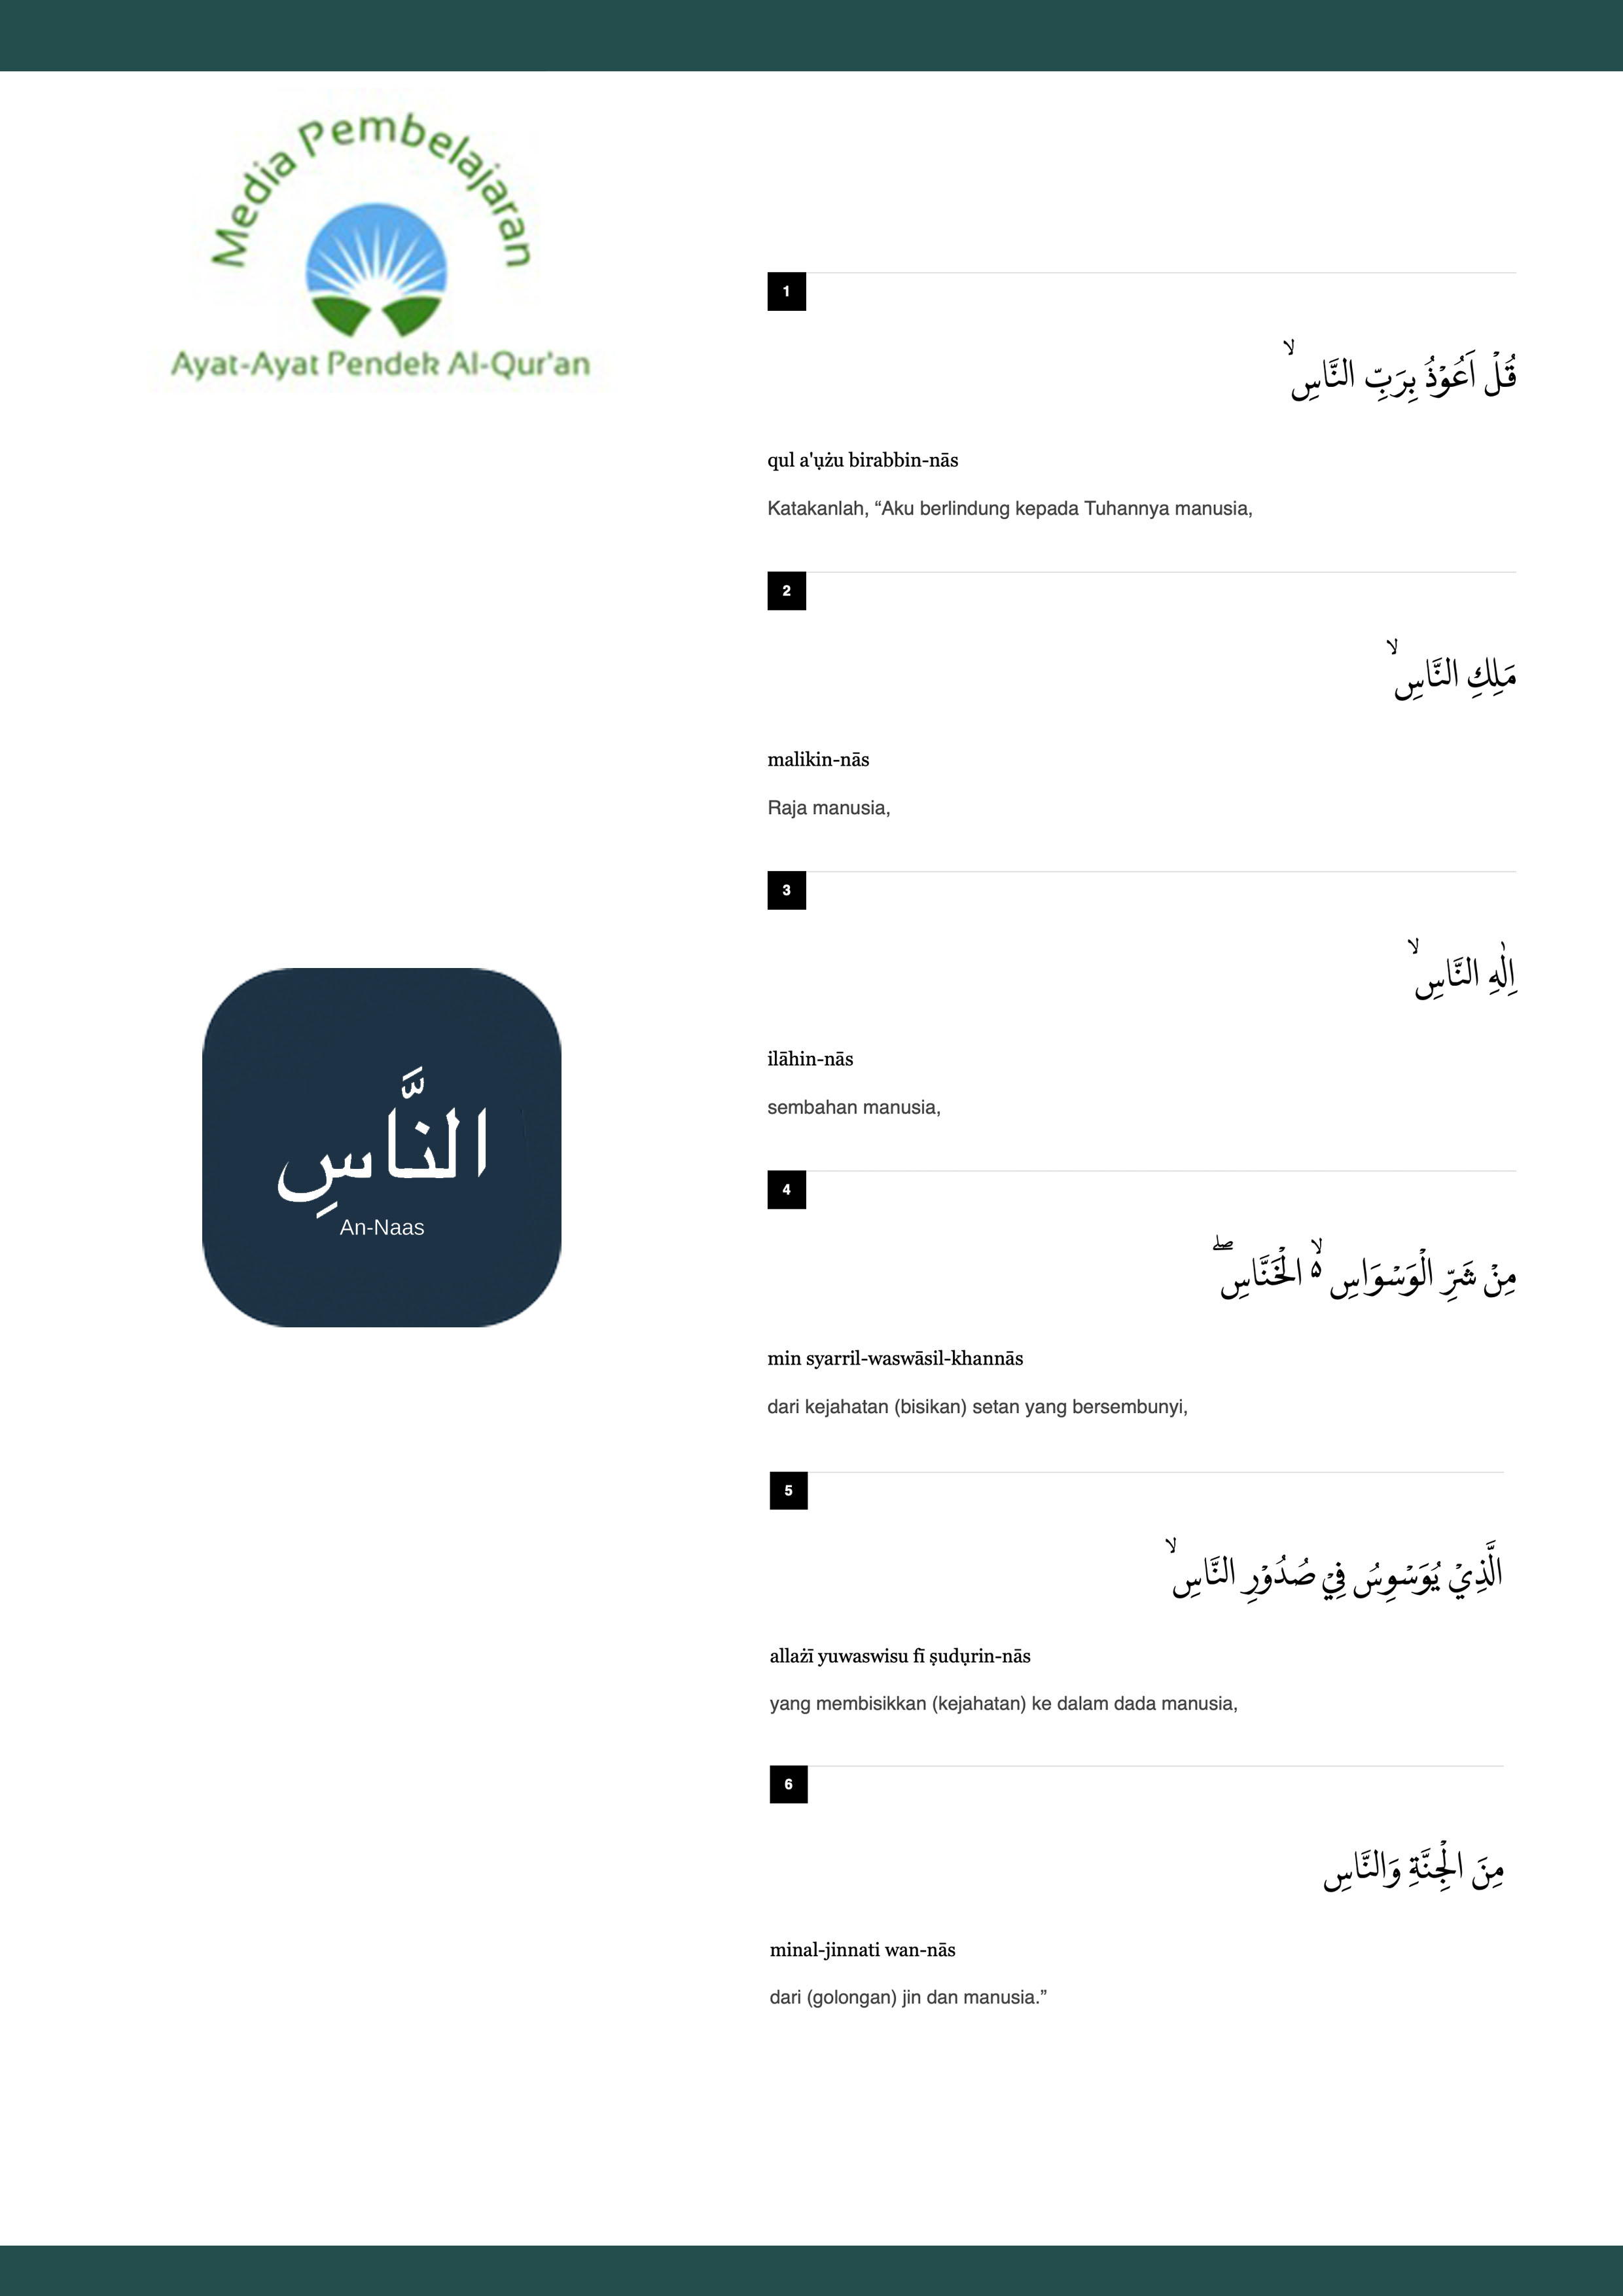 Media Pembelajaran
Ayat-Ayat Pendek Al-Qur'an
النَّاسِ
An-Naas
1
قُلْ اَعُوْذُ بِرَبِّ النَّاسِۙ
qul a'ụżu birabbin-nās
Katakanlah, “Aku berlindung kepada Tuhannya manusia,
2
مَلِكِ النَّاسِۙ
malikin-nās
Raja manusia,
3
اِلٰهِ النَّاسِۙ
ilāhin-nās
sembahan manusia,
4
مِنْ شَرِّ الْوَسْوَاسِ ەۙ الْخَنَّاسِۖ
min syarril-waswāsil-khannās
dari kejahatan (bisikan) setan yang bersembunyi,
5
الَّذِيْ يُوَسْوِسُ فِيْ صُدُوْرِ النَّاسِۙ
allażī yuwaswisu fī ṣudụrin-nās
yang membisikkan (kejahatan) ke dalam dada manusia,
6
مِنَ الْجِنَّةِ وَالنَّاسِ
minal-jinnati wan-nās
dari (golongan) jin dan manusia.”